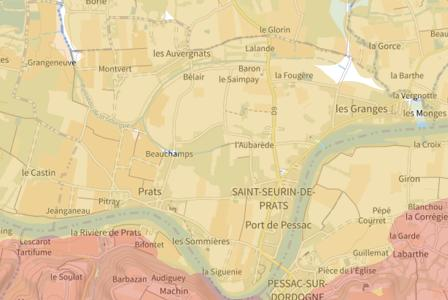 Borie
le Glorin
les Auvergnats
Lalande
la Gorce
Grangeneuve
Montvert
Baron
Bélair
le Saimpay
la Fougère
la Barthe
la Vergnotte
les Granges
les Monges
D9
Beauchamps
l'Aubarède
la Croix
le Castin
Giron
Prats
SAINT-SEURIN-DE-
PRATS
Pitray
Jeánganeau
Pépé
Blanchou
Courret
la Corrègie
Port de Pessac
la Rivière de Prats
la Garde
Lescarot
Bilfontet
les Sommières
Tartifume
Guillemat
Labarthe
le Soulat
Barbazan
Audiguey
la Siguenie
Pièce de l'Église
Machin
PESSAC-SUR-
DORDOGNE